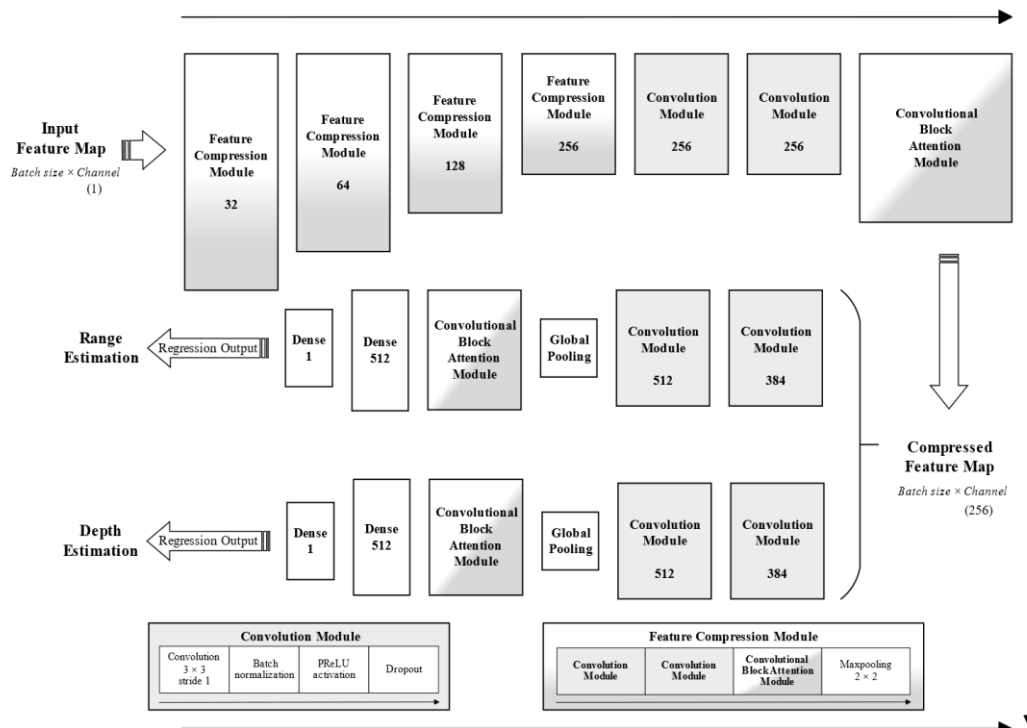 Input
Feature Map
Batch size × Channel
(1)
Feature
Compression
Module
32
Feature
Compression
Module
64
Feature
Compression
Module
128
Feature
Compression
Module
256
Convolution
Module
256
Convolution
Module
256
Convolutional
Block
Attention
Module
Range
Estimation
Regression Output
Dense
1
Dense
512
Convolutional
Block
Attention
Module
Global
Pooling
Convolution
Module
512
Convolution
Module
384
Compressed
Feature Map
Batch size × Channel
(256)
Depth
Estimation
Regression Output
Dense
1
Dense
512
Convolutional
Block
Attention
Module
Global
Pooling
Convolution
Module
512
Convolution
Module
384
Convolution Module
Convolution
3 × 3
stride 1
Batch
normalization
PReLU
activation
Dropout
Feature Compression Module
Convolution
Module
Convolution
Module
Convolutional
Block Attention
Module
Maxpooling
2 × 2